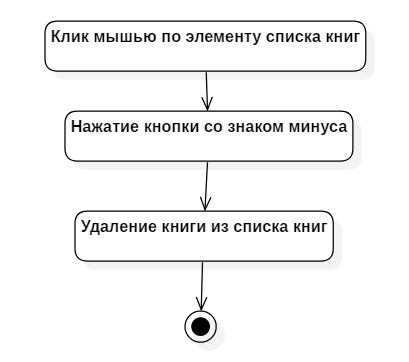 Клик мышью по элементу списка книг
Нажатие кнопки со знаком минуса
Удаление книги из списка книг